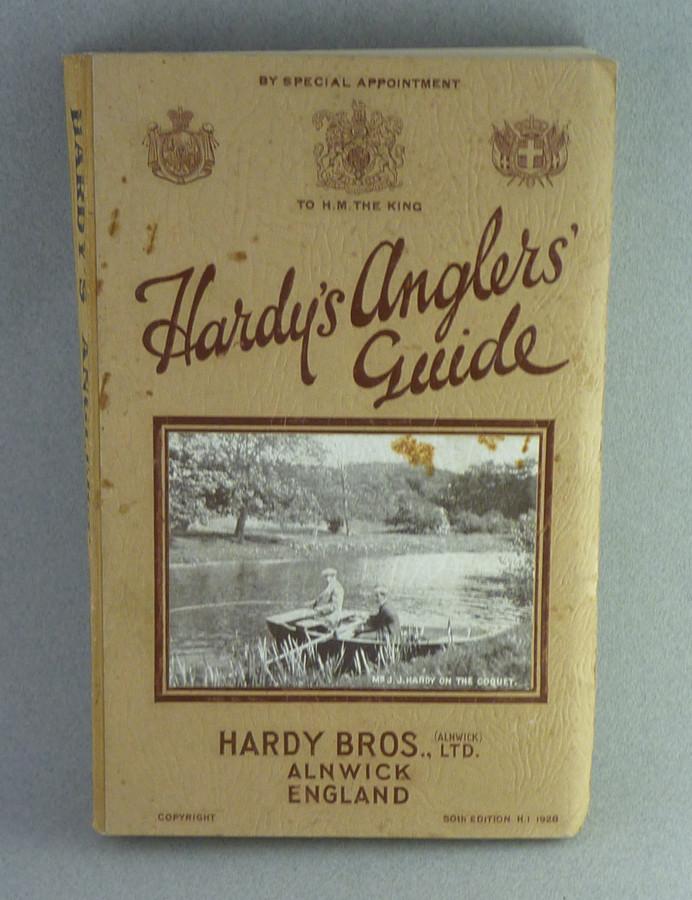 BY SPECIAL APPOINTMENT
TO H.M. THE KING
Hardy's Anglers'
Guide
MR J. J. HARDY ON THE COQUET.
HARDY BROS., (ALNWICK) LTD.
ALNWICK
ENGLAND
COPYRIGHT
50th EDITION H.I 1928
HARDY'S